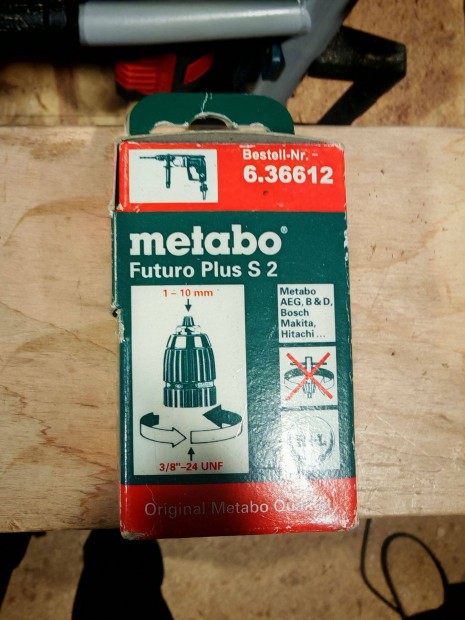 Bestell-Nr. -
6.36612
metabo®
Futuro Plus S 2
1 – 10 mm
Metabo
AEG, B & D,
Bosch
Makita,
Hitachi ...
3/8"–24 UNF
Original Metabo